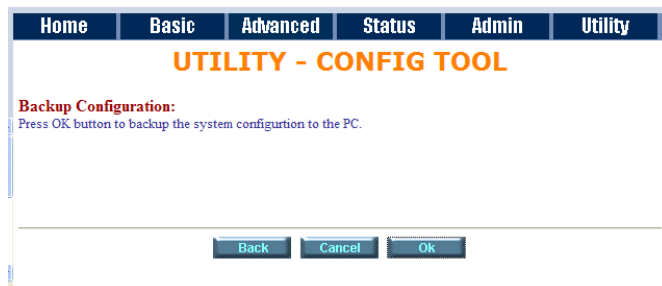 Home Basic Advanced Status Admin Utility
UTILITY - CONFIG TOOL
Backup Configuration:
Press OK button to backup the system configurtion to the PC.
Back Cancel Ok